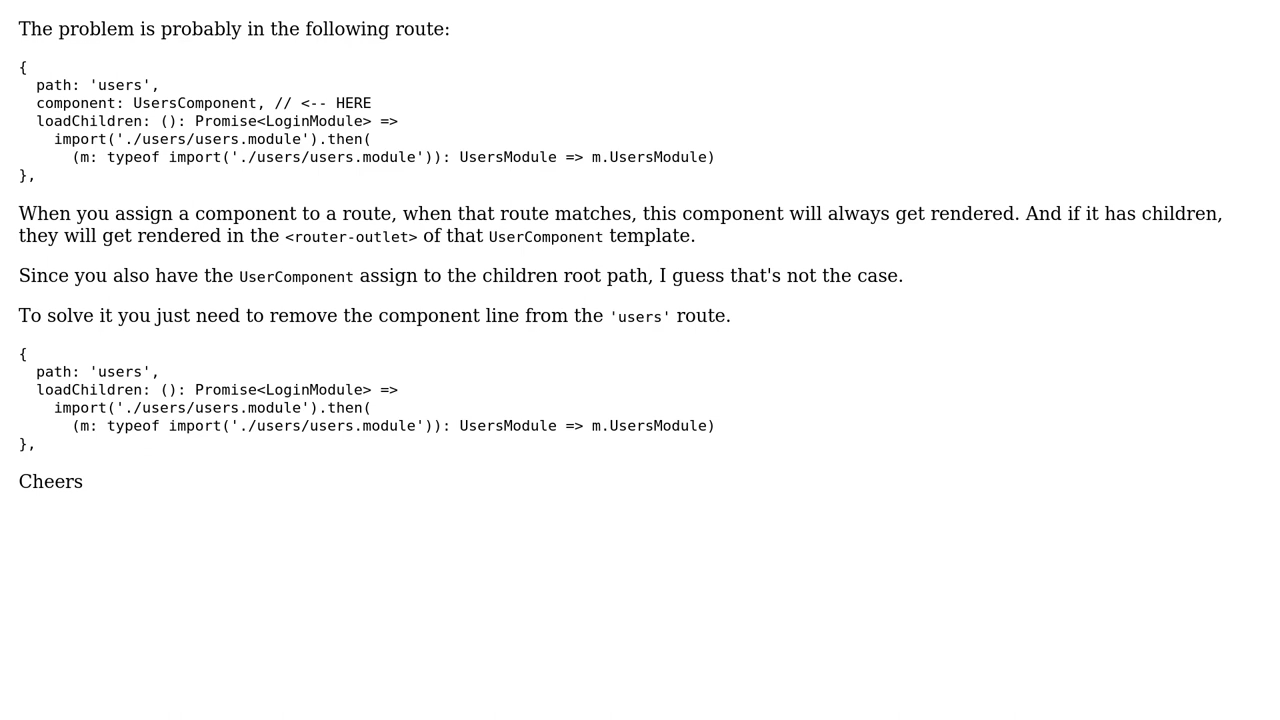 The problem is probably in the following route:
{
  path: 'users',
  component: UsersComponent, // <-- HERE
  loadChildren: (): Promise<LoginModule> =>
    import('./users/users.module').then(
      (m: typeof import('./users/users.module')): UsersModule => m.UsersModule)
},
When you assign a component to a route, when that route matches, this component will always get rendered. And if it has children,
they will get rendered in the <router-outlet> of that UserComponent template.
Since you also have the UserComponent assign to the children root path, I guess that's not the case.
To solve it you just need to remove the component line from the 'users' route.
{
  path: 'users',
  loadChildren: (): Promise<LoginModule> =>
    import('./users/users.module').then(
      (m: typeof import('./users/users.module')): UsersModule => m.UsersModule)
},
Cheers